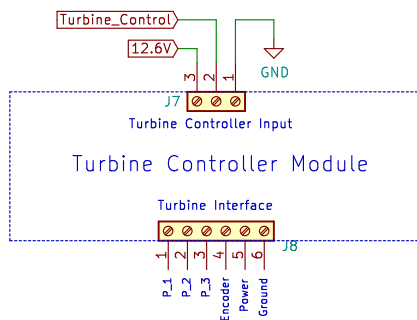 Turbine_Control
12.6V
GND
3
2
1
J7
Turbine Controller Input
Turbine Controller Module
Turbine Interface
J8
1
2
3
4
5
6
P_1
P_2
P_3
Encoder
Power
Ground